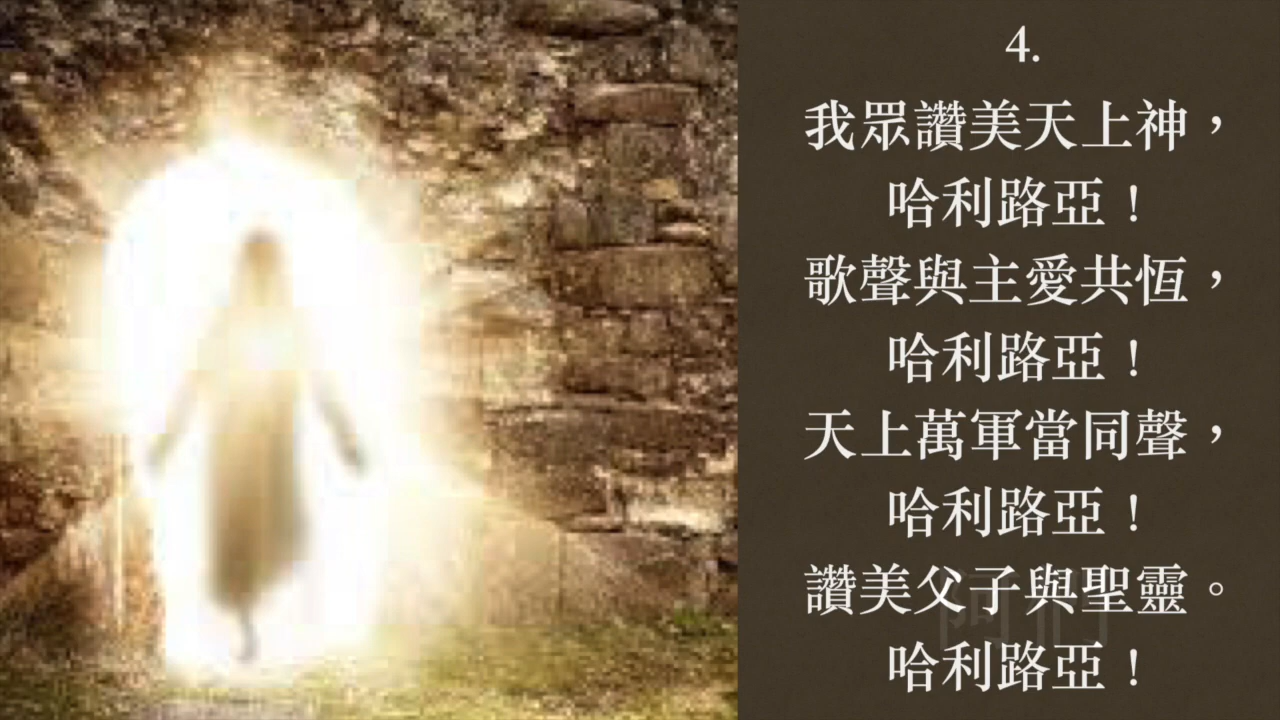 4.
我眾讚美天上神，
哈利路亞！
歌聲與主愛共恆，
哈利路亞！
天上萬軍當同聲，
哈利路亞！
讚美父子與聖靈。
哈利路亞！